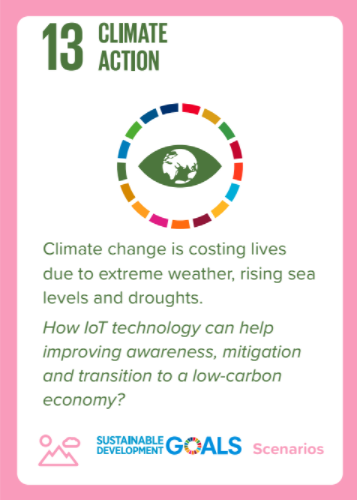 13 CLIMATE
ACTION
Climate change is costing lives
due to extreme weather, rising sea
levels and droughts.
How IoT technology can help
improving awareness, mitigation
and transition to a low-carbon
economy?
SUSTAINABLE
DEVELOPMENT GOALS
Scenarios